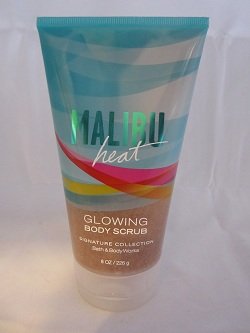 MALIBU
heat
GLOWING
BODY SCRUB
SIGNATURE COLLECTION
Bath & Body Works
8 OZ / 226 g